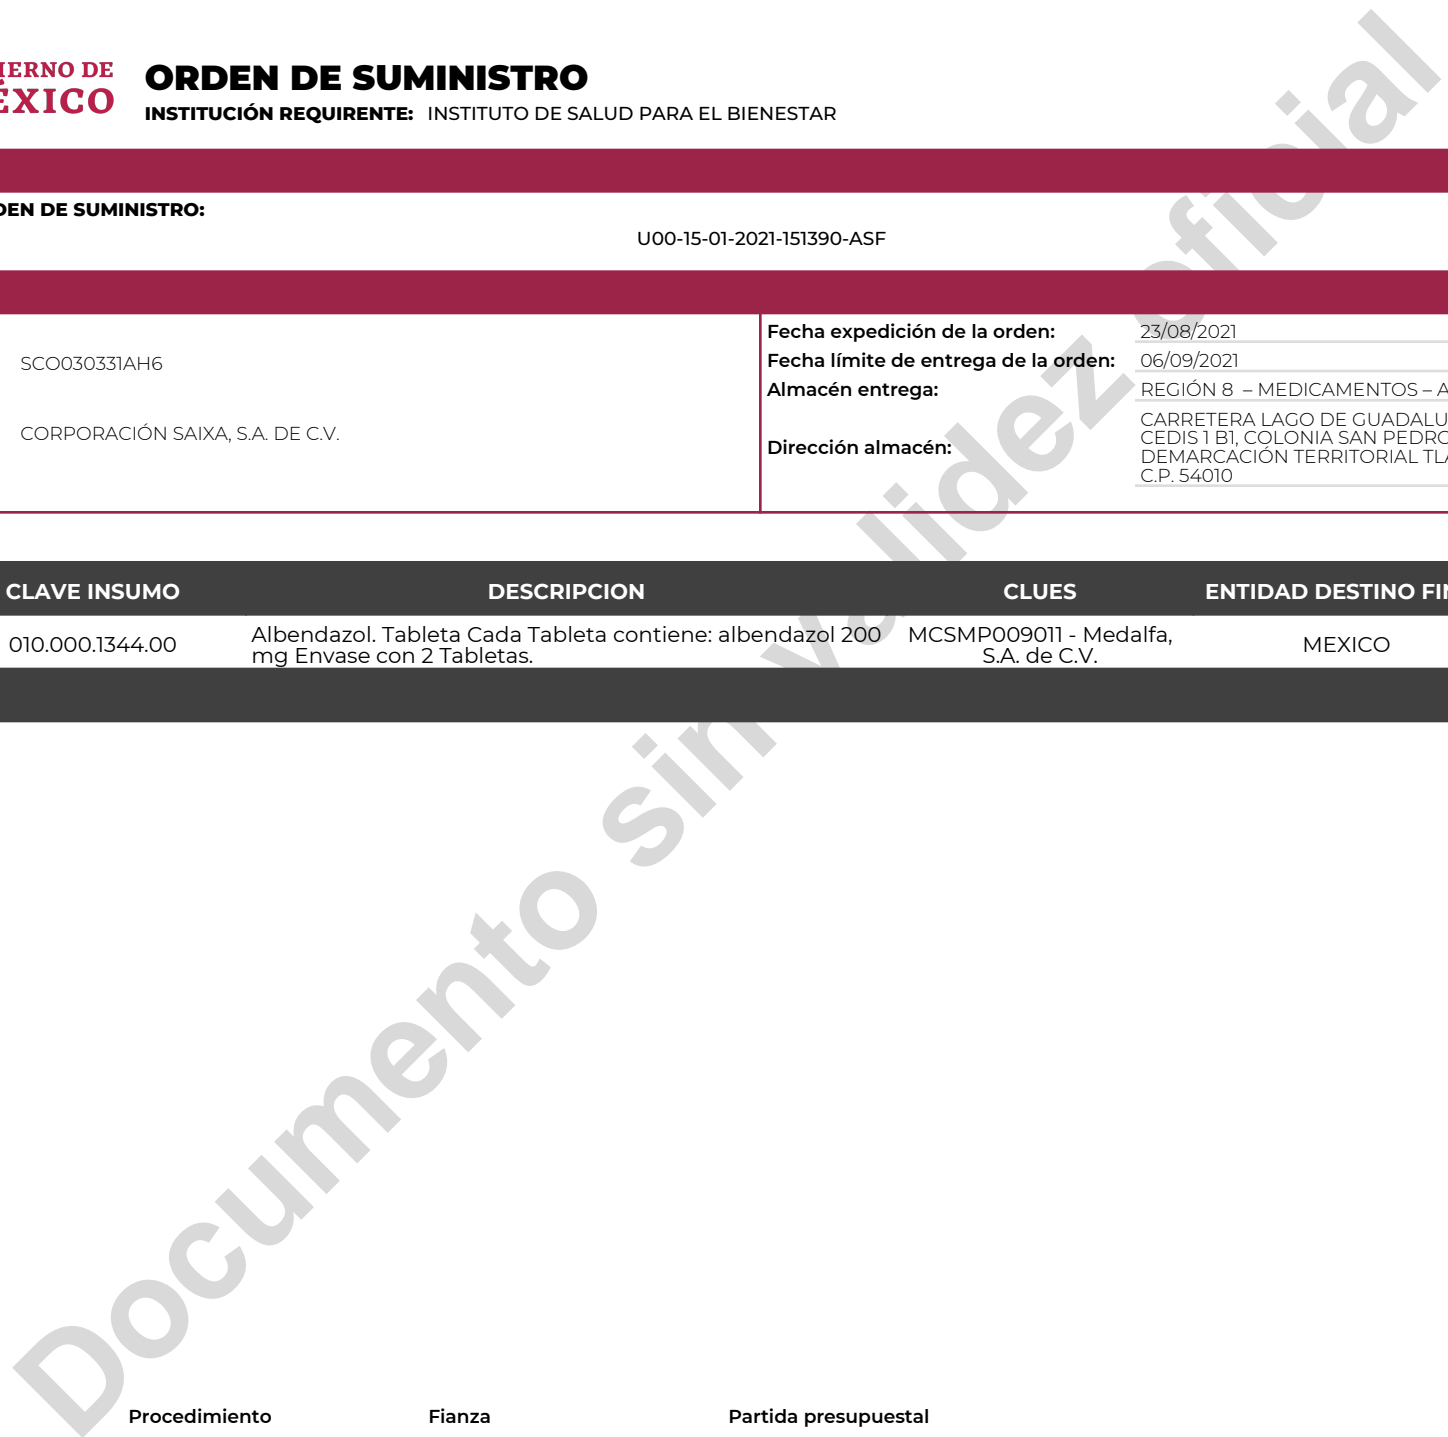 IERNO DE
ÉXICO
ORDEN DE SUMINISTRO
INSTITUCIÓN REQUIRENTE: INSTITUTO DE SALUD PARA EL BIENESTAR
DEN DE SUMINISTRO:
U00-15-01-2021-151390-ASF
SCO030331AH6
CORPORACIÓN SAIXA, S.A. DE C.V.
Fecha expedición de la orden: 23/08/2021
Fecha límite de entrega de la orden: 06/09/2021
Almacén entrega: REGIÓN 8 – MEDICAMENTOS – A
Dirección almacén:
CARRETERA LAGO DE GUADALU
CEDIS 1 B1, COLONIA SAN PEDRO
DEMARCACIÓN TERRITORIAL TLA
C.P. 54010
CLAVE INSUMO DESCRIPCION CLUES ENTIDAD DESTINO FIN
010.000.1344.00
Albendazol. Tableta Cada Tableta contiene: albendazol 200
mg Envase con 2 Tabletas.
MCSMP009011 - Medalfa,
S.A. de C.V.
MEXICO
Documento sin validez oficial
Procedimiento Fianza Partida presupuestal